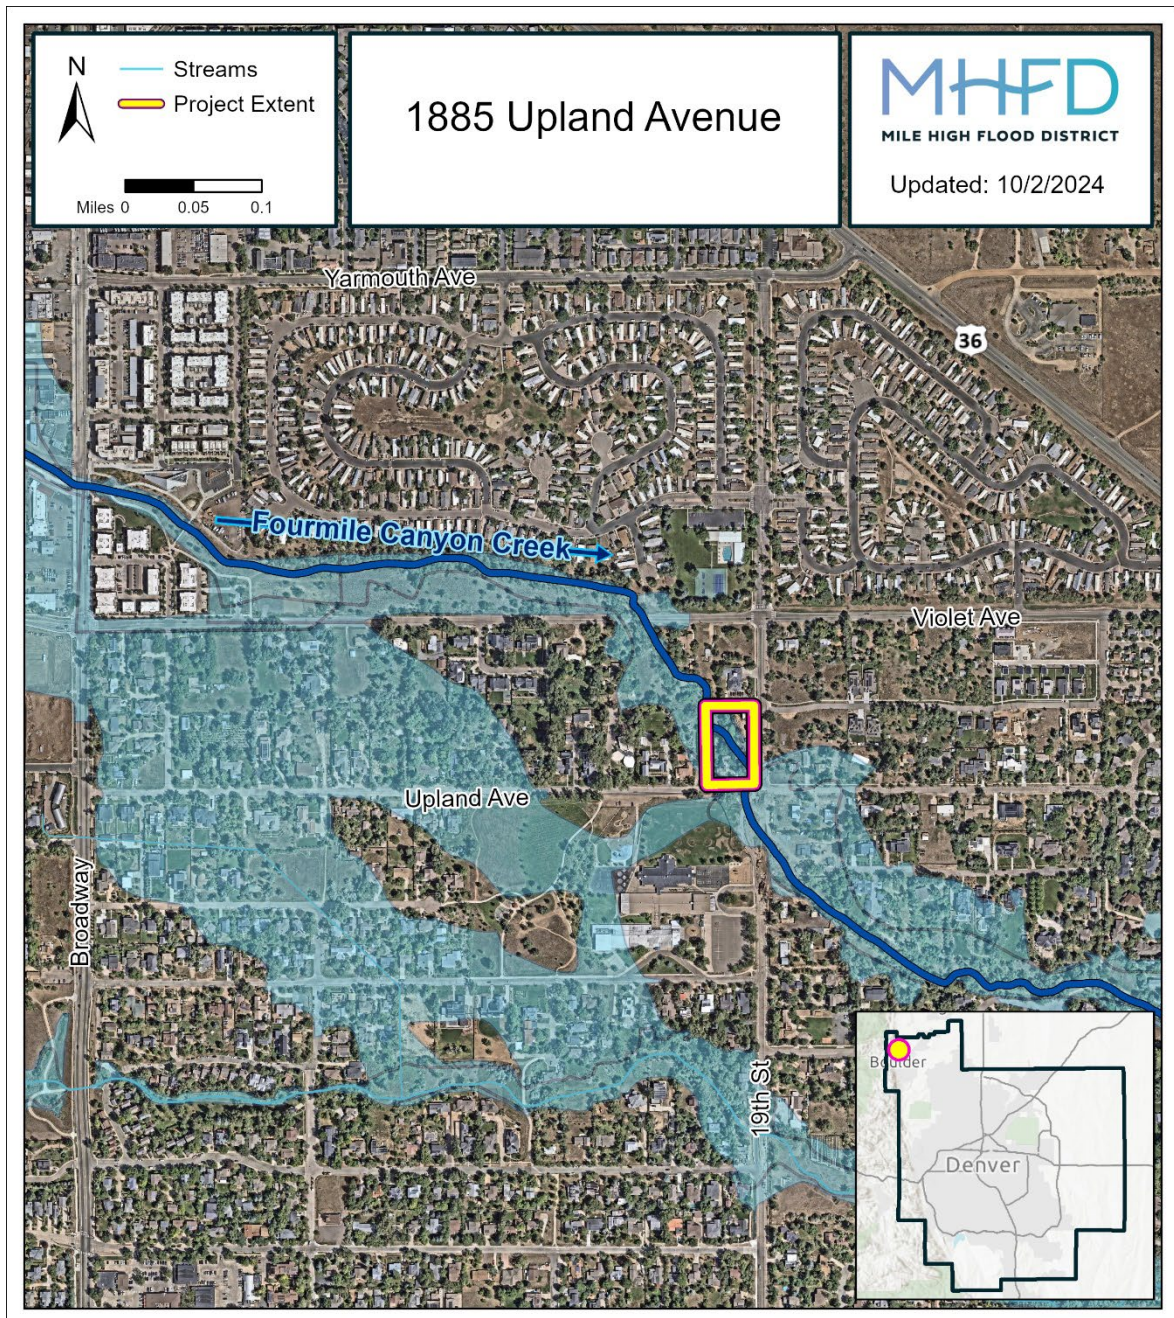 N
Streams
Project Extent
Miles 0 0.05 0.1
1885 Upland Avenue
MHFD
MILE HIGH FLOOD DISTRICT
Updated: 10/2/2024
Yarmouth Ave
36
Fourmile Canyon Creek
Violet Ave
Upland Ave
Broadway
19th St
Boulder
Denver